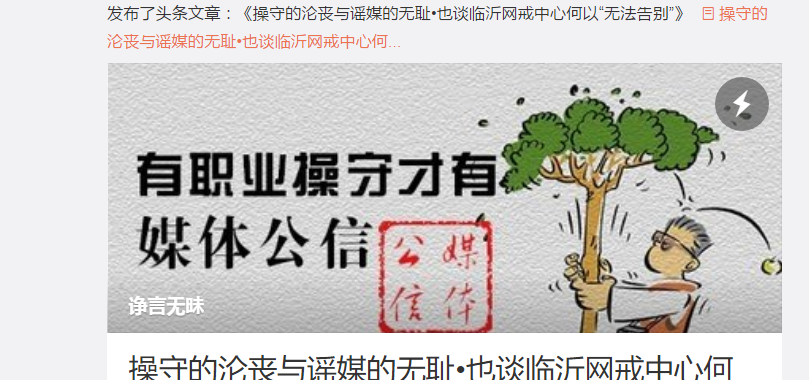 发布了头条文章：《操守的沦丧与谣媒的无耻•也谈临沂网戒中心何以“无法告别”》 操守的
沦丧与谣媒的无耻•也谈临沂网戒中心何...
有职业操守才有
媒体公信
公 媒
信 体
诤言无昧
操守的沦丧与谣媒的无耻•也谈临沂网戒中心何